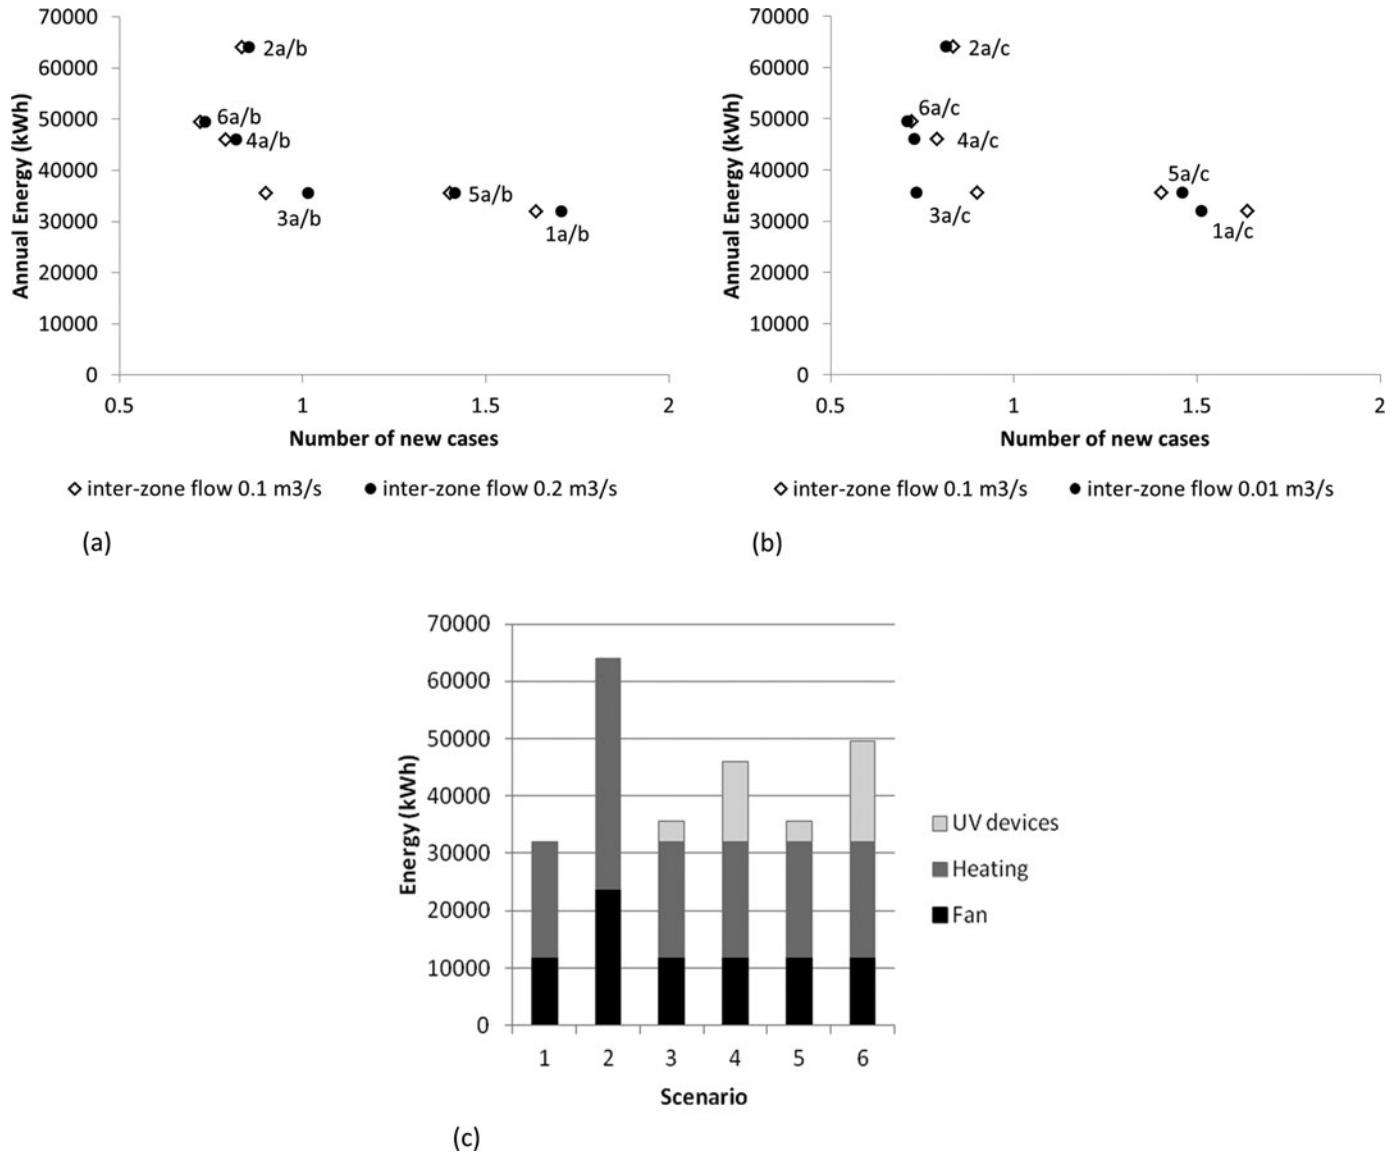 70000
60000
50000
40000
30000
20000
10000
0
Annual Energy (kWh)
2a/b
6a/b
4a/b
3a/b
5a/b
1a/b
0.5 1 1.5 2
Number of new cases
inter-zone flow 0.1 m3/s inter-zone flow 0.2 m3/s
(a)
70000
60000
50000
40000
30000
20000
10000
0
Annual Energy (kWh)
2a/c
6a/c
4a/c
5a/c
3a/c
1a/c
0.5 1 1.5 2
Number of new cases
inter-zone flow 0.1 m3/s inter-zone flow 0.01 m3/s
(b)
70000
60000
50000
40000
30000
20000
10000
0
Energy (kWh)
UV devices
Heating
Fan
1 2 3 4 5 6
Scenario
(c)